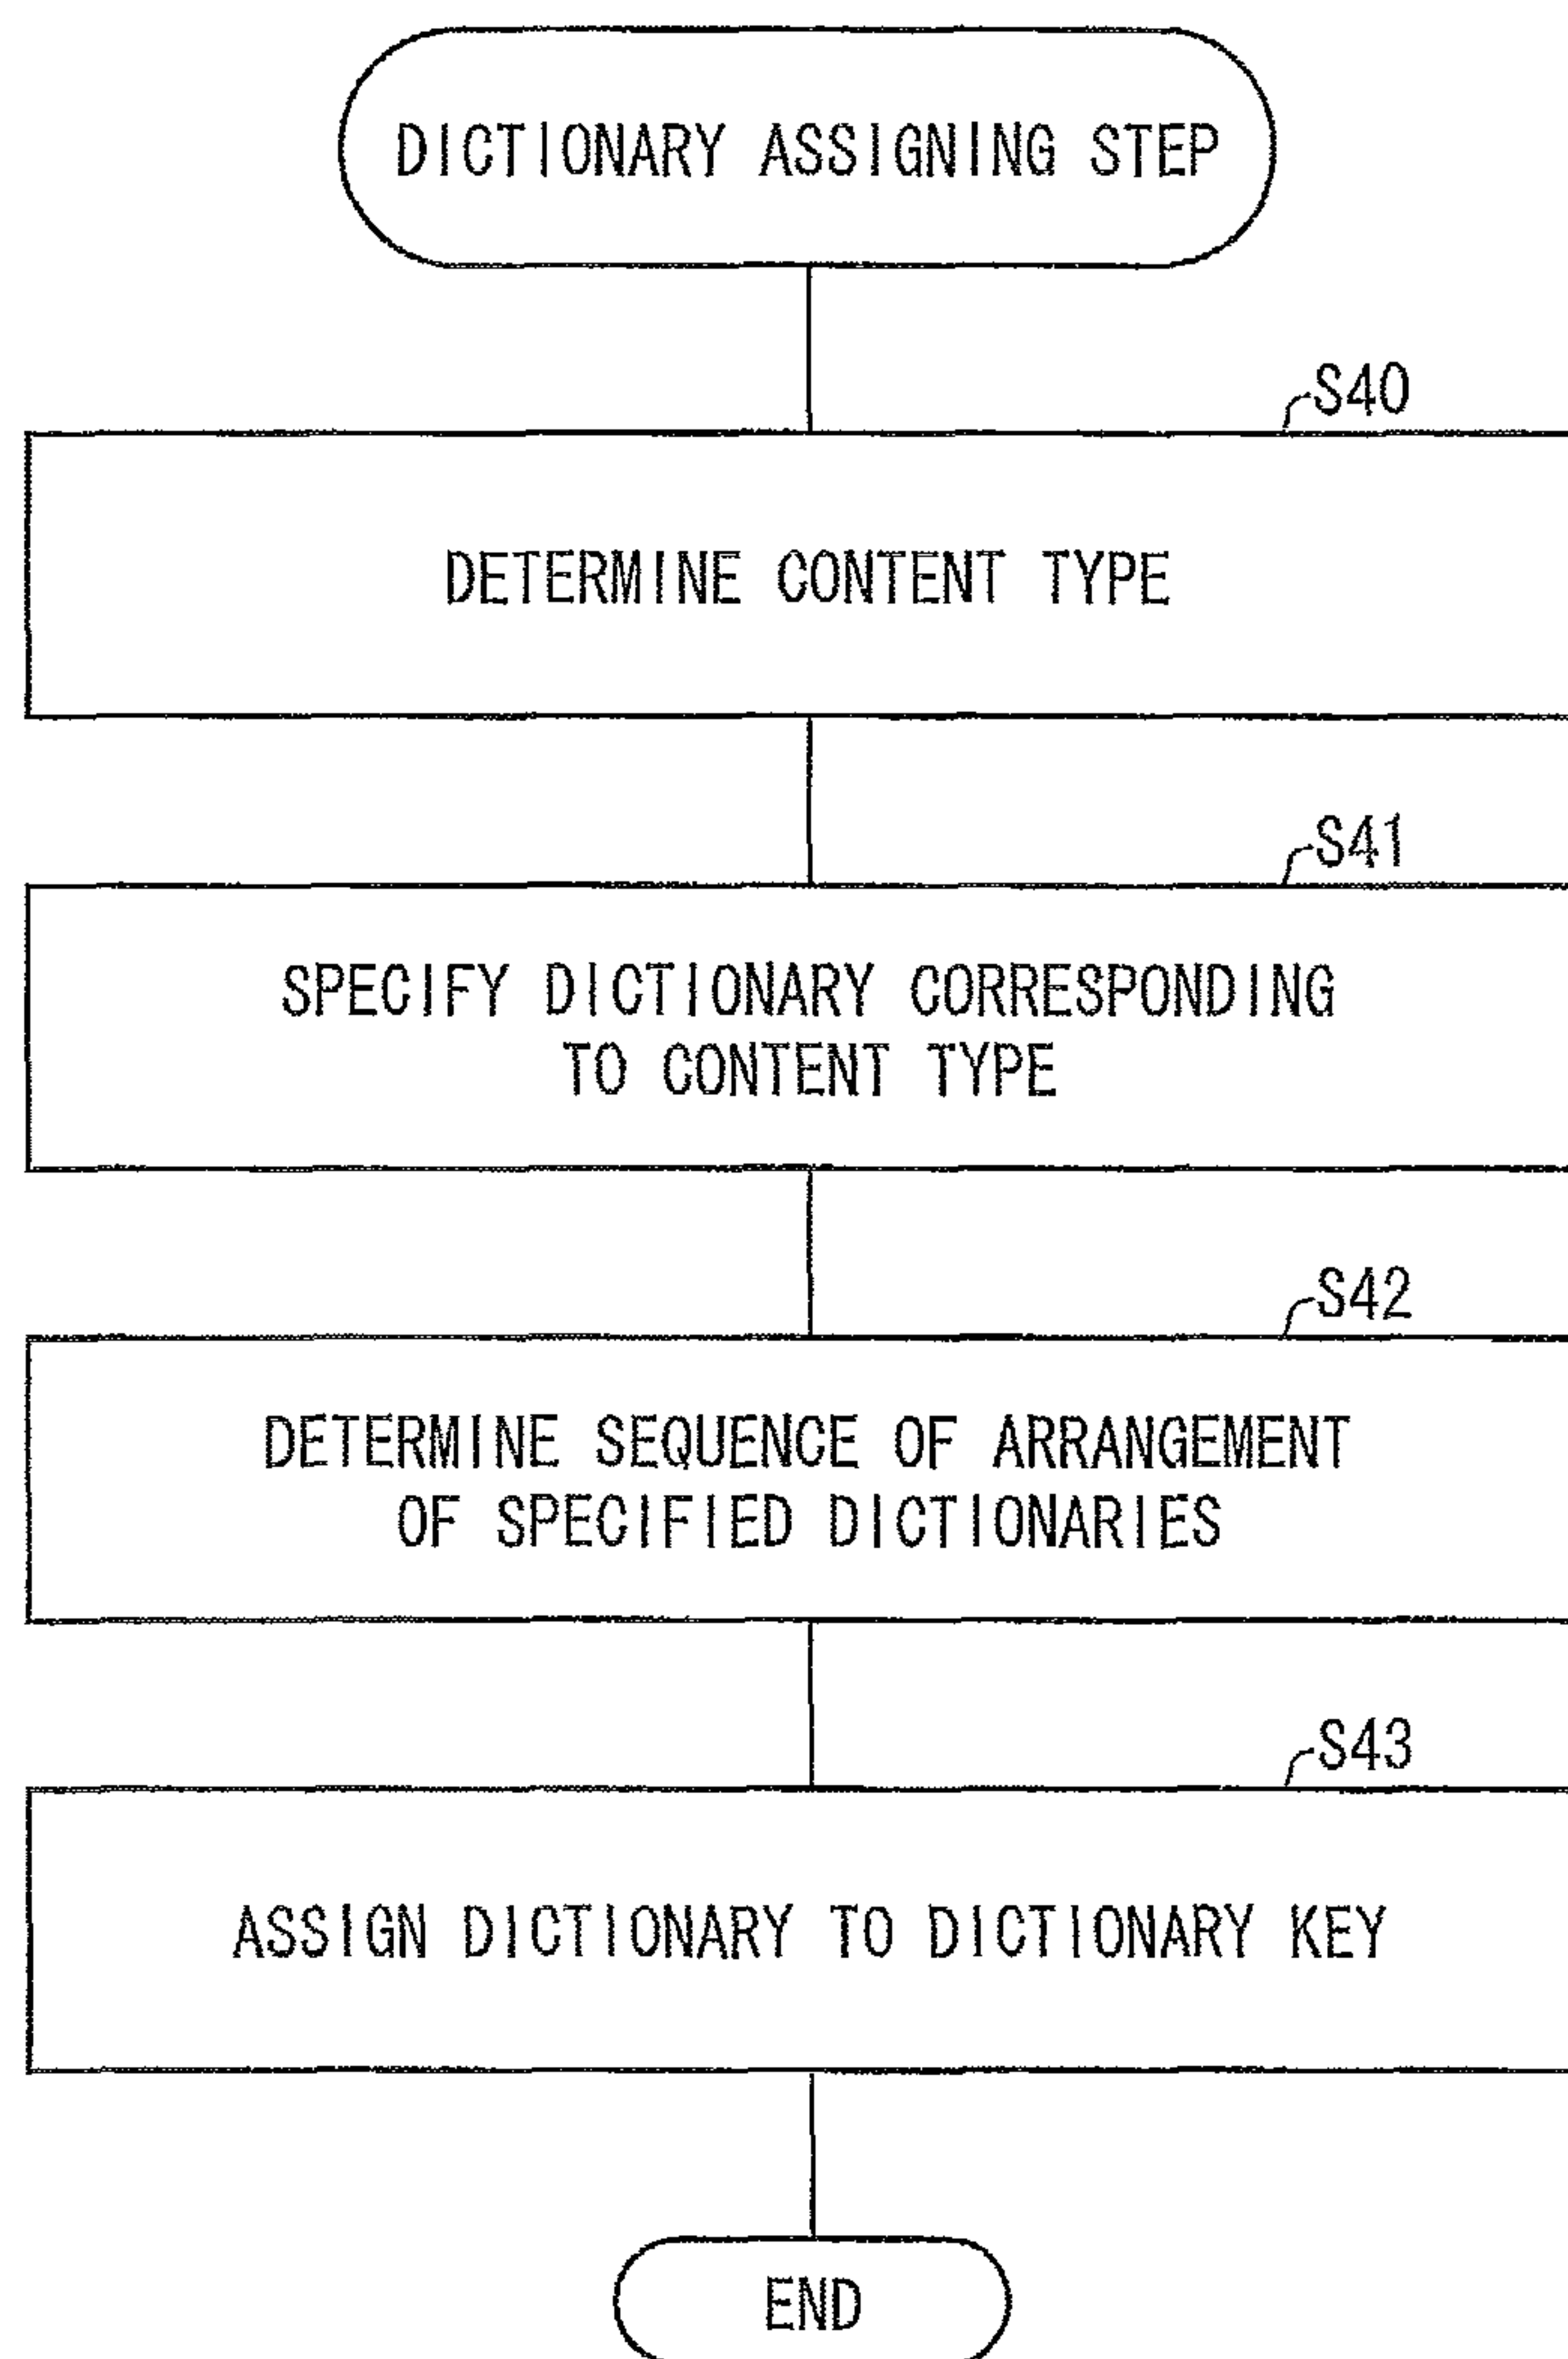 DICTIONARY ASSIGNING STEP
S40
DETERMINE CONTENT TYPE
S41
SPECIFY DICTIONARY CORRESPONDING
TO CONTENT TYPE
S42
DETERMINE SEQUENCE OF ARRANGEMENT
OF SPECIFIED DICTIONARIES
S43
ASSIGN DICTIONARY TO DICTIONARY KEY
END